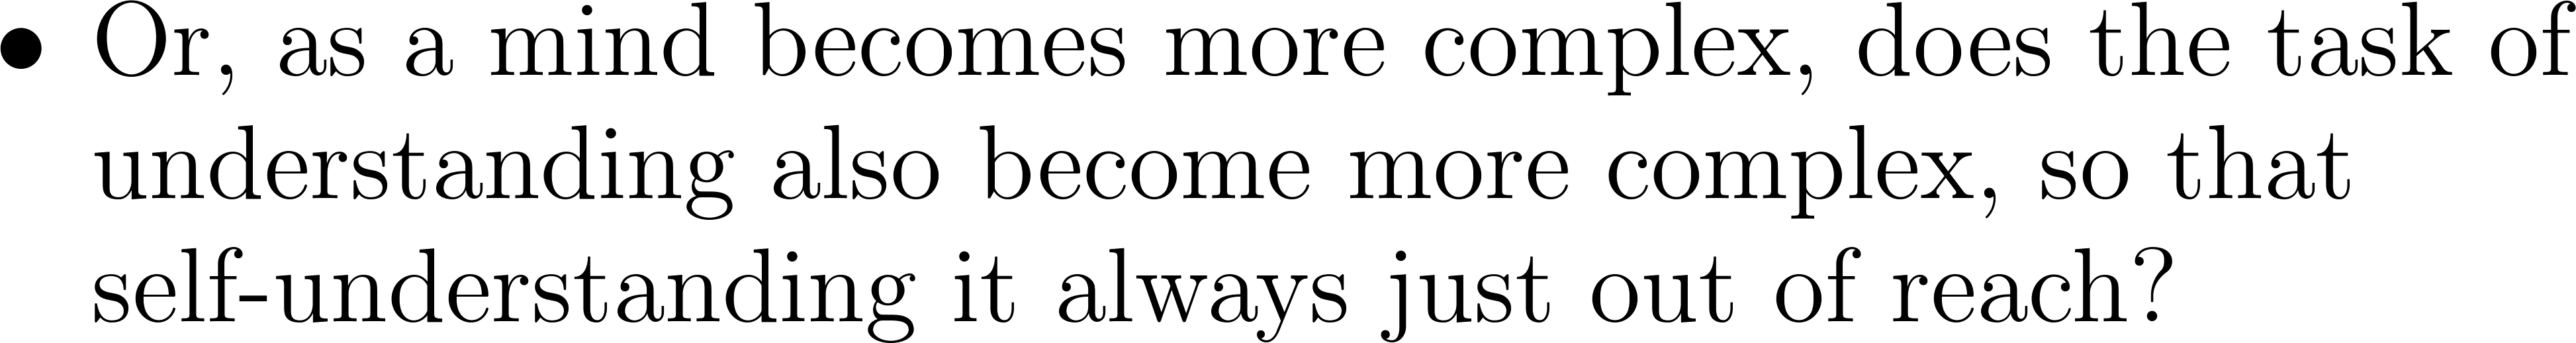 • Or, as a mind becomes more complex, does the task of
understanding also become more complex, so that
self-understanding it always just out of reach?